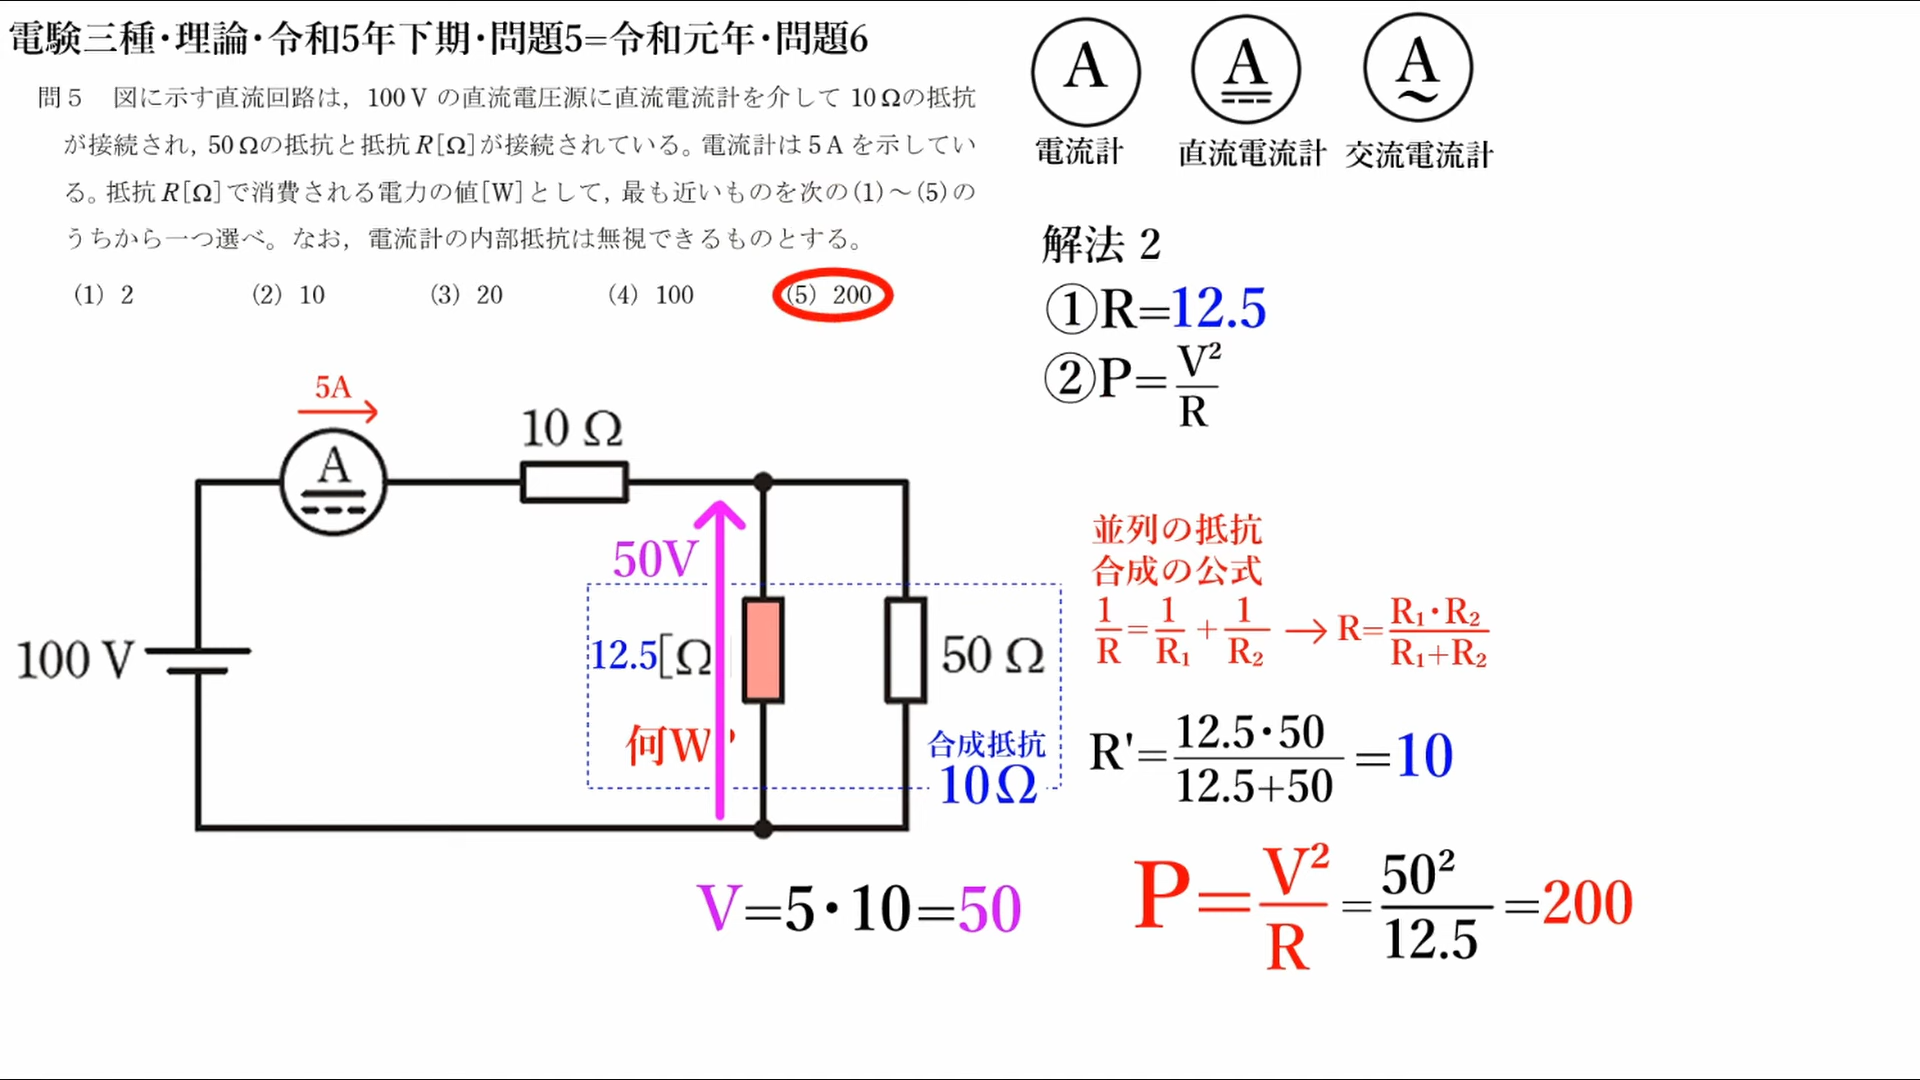 電験三種・理論・令和5年下期・問題5=令和元年・問題6
問5 図に示す直流回路は，100Vの直流電圧源に直流電流計を介して10Ωの抵抗
が接続され，50Ωの抵抗と抵抗R[Ω]が接続されている。電流計は5Aを示してい
る。抵抗R[Ω]で消費される電力の値[W]として，最も近いものを次の(1)～(5)の
うちから一つ選べ。なお，電流計の内部抵抗は無視できるものとする。
(1) 2 (2) 10 (3) 20 (4) 100 (5) 200
A A A
電流計 直流電流計 交流電流計
解法 2
①R=12.5
②P=V²/R
5A
A
10 Ω
50V
100 V
12.5[Ω
50 Ω
何W
合成抵抗
10Ω
V=5・10=50
並列の抵抗
合成の公式
1/R=1/R₁+1/R₂→R=R₁・R₂/R₁+R₂
R'=12.5・50/12.5+50=10
P=V²/R=50²/12.5=200